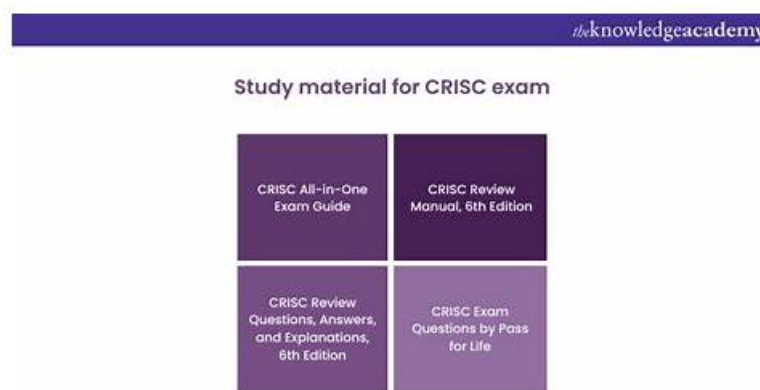 theknowledgeacademy
Study material for CRISC exam
CRISC All-in-One
Exam Guide
CRISC Review
Manual, 6th Edition
CRISC Review
Questions, Answers,
and Explanations,
6th Edition
CRISC Exam
Questions by Pass
for Life